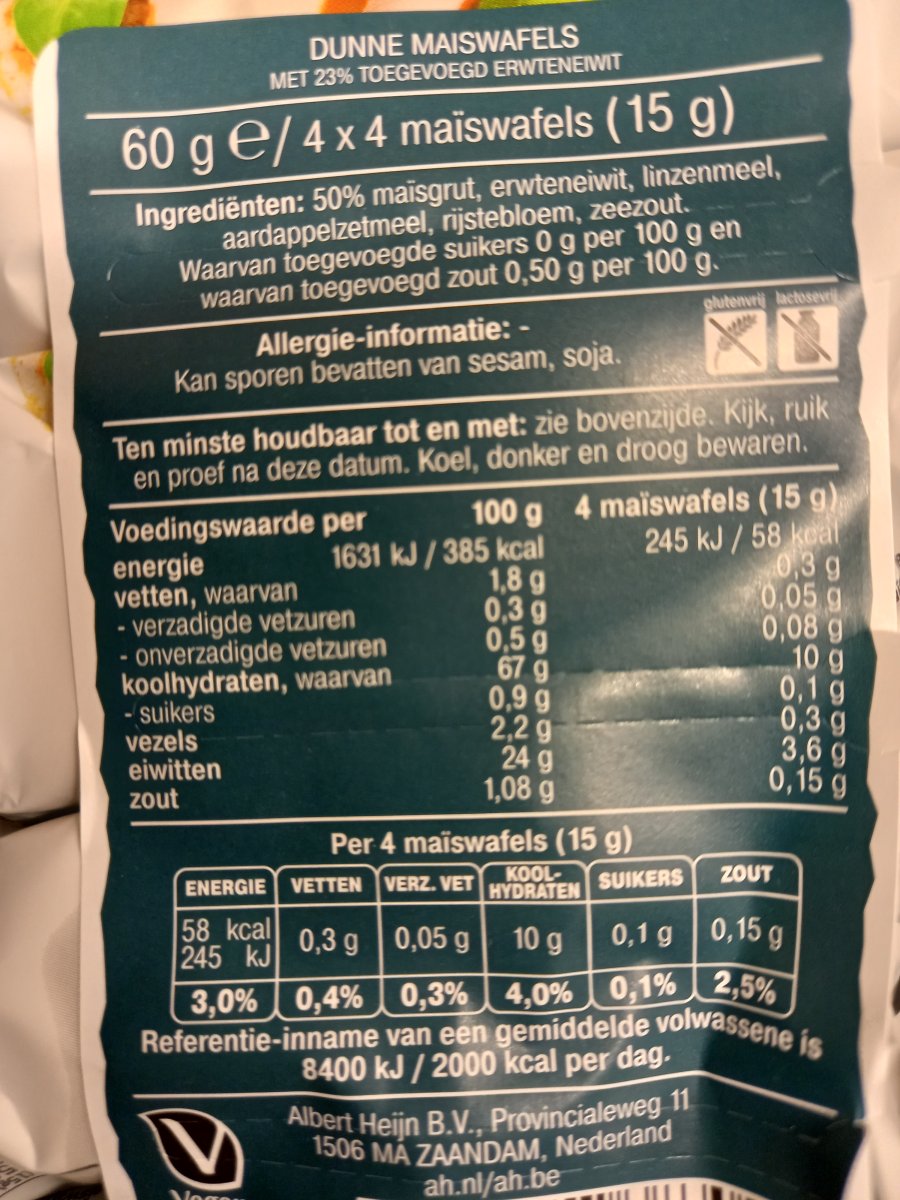 DUNNE MAISWAFELS
MET 23% TOEGEVOEGD ERWTENEIWIT
60 g e / 4 x 4 maïswafels (15 g)
Ingrediënten: 50% maïsgrut, erwteneiwit, linzenmeel,
aardappelzetmeel, rijstebloem, zeezout.
Waarvan toegevoegde suikers 0 g per 100 g en
waarvan toegevoegd zout 0,50 g per 100 g.
glutenvrij lactosevrij
Allergie-informatie: -
Kan sporen bevatten van sesam, soja.
Ten minste houdbaar tot en met: zie bovenzijde. Kijk, ruik
en proef na deze datum. Koel, donker en droog bewaren.
Voedingswaarde per 100 g 4 maïswafels (15 g)
energie 1631 kJ / 385 kcal 245 kJ / 58 kcal
vetten, waarvan 1,8 g 0,3 g
- verzadigde vetzuren 0,3 g 0,05 g
- onverzadigde vetzuren 0,5 g 0,08 g
koolhydraten, waarvan 67 g 10 g
- suikers 0,9 g 0,1 g
vezels 2,2 g 0,3 g
eiwitten 24 g 3,6 g
zout 1,08 g 0,15 g
Per 4 maïswafels (15 g)
ENERGIE VETTEN VERZ. VET KOOL-
HYDRATEN SUIKERS ZOUT
58 kcal
245 kJ 0,3 g 0,05 g 10 g 0,1 g 0,15 g
3,0% 0,4% 0,3% 4,0% 0,1% 2,5%
Referentie-inname van een gemiddelde volwassene is
8400 kJ / 2000 kcal per dag.
Albert Heijn B.V., Provincialeweg 11
1506 MA ZAANDAM, Nederland
ah.nl/ah.be